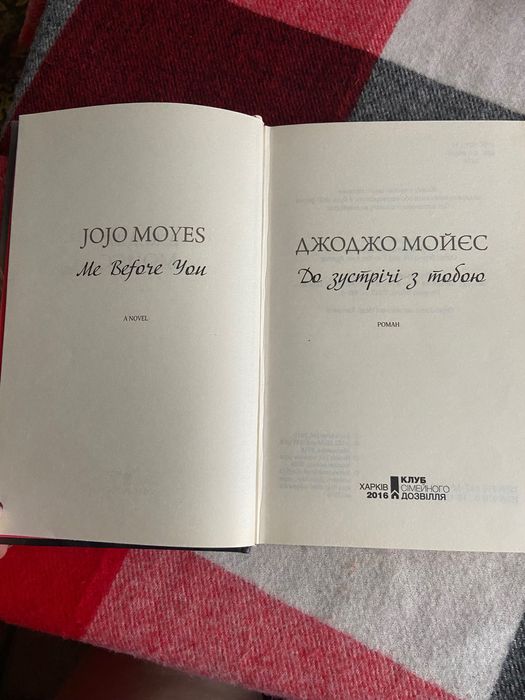 JOJO MOYES
Me Before You
A NOVEL
ДЖОДЖО МОЙЄС
До зустрічі з тобою
РОМАН
ХАРКІВ
2016
КЛУБ
СІМЕЙНОГО
ДОЗВІЛЛЯ